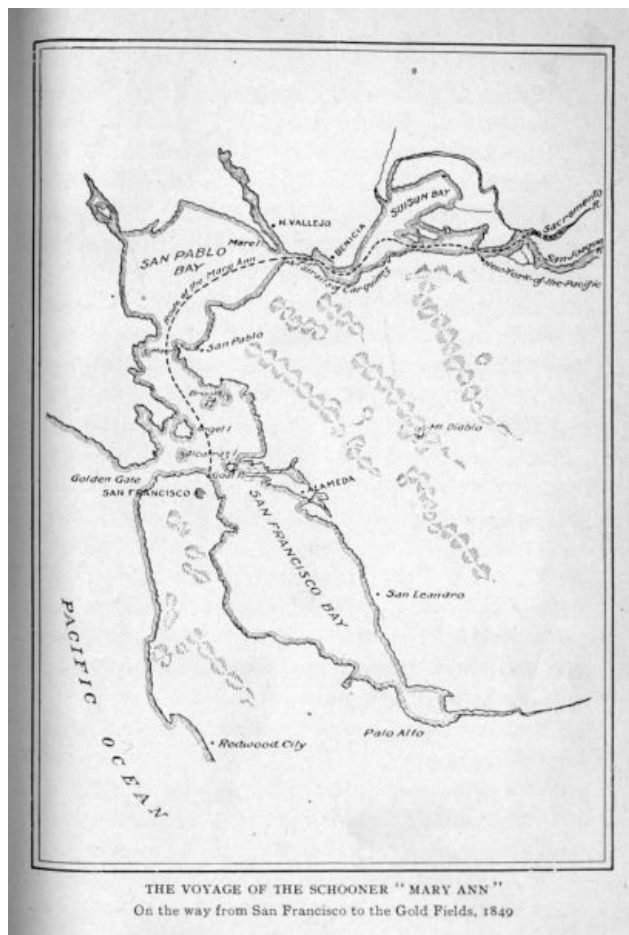 SUISUN BAY
Sacramento
R.
N. VALLEJO
BENICIA
San Joaquin
R.
Mare I
SAN PABLO
BAY
Straits of Carquinez
New-York-of-the-Pacific
Route of the Mary Ann
San Pablo
Angel I
Diablo
Alcatraz I
Golden Gate
Goat I
SAN FRANCISCO
ALAMEDA
SAN FRANCISCO BAY
San Leandro
PACIFIC OCEAN
Palo Alto
Redwood City
THE VOYAGE OF THE SCHOONER "MARY ANN"
On the way from San Francisco to the Gold Fields, 1849